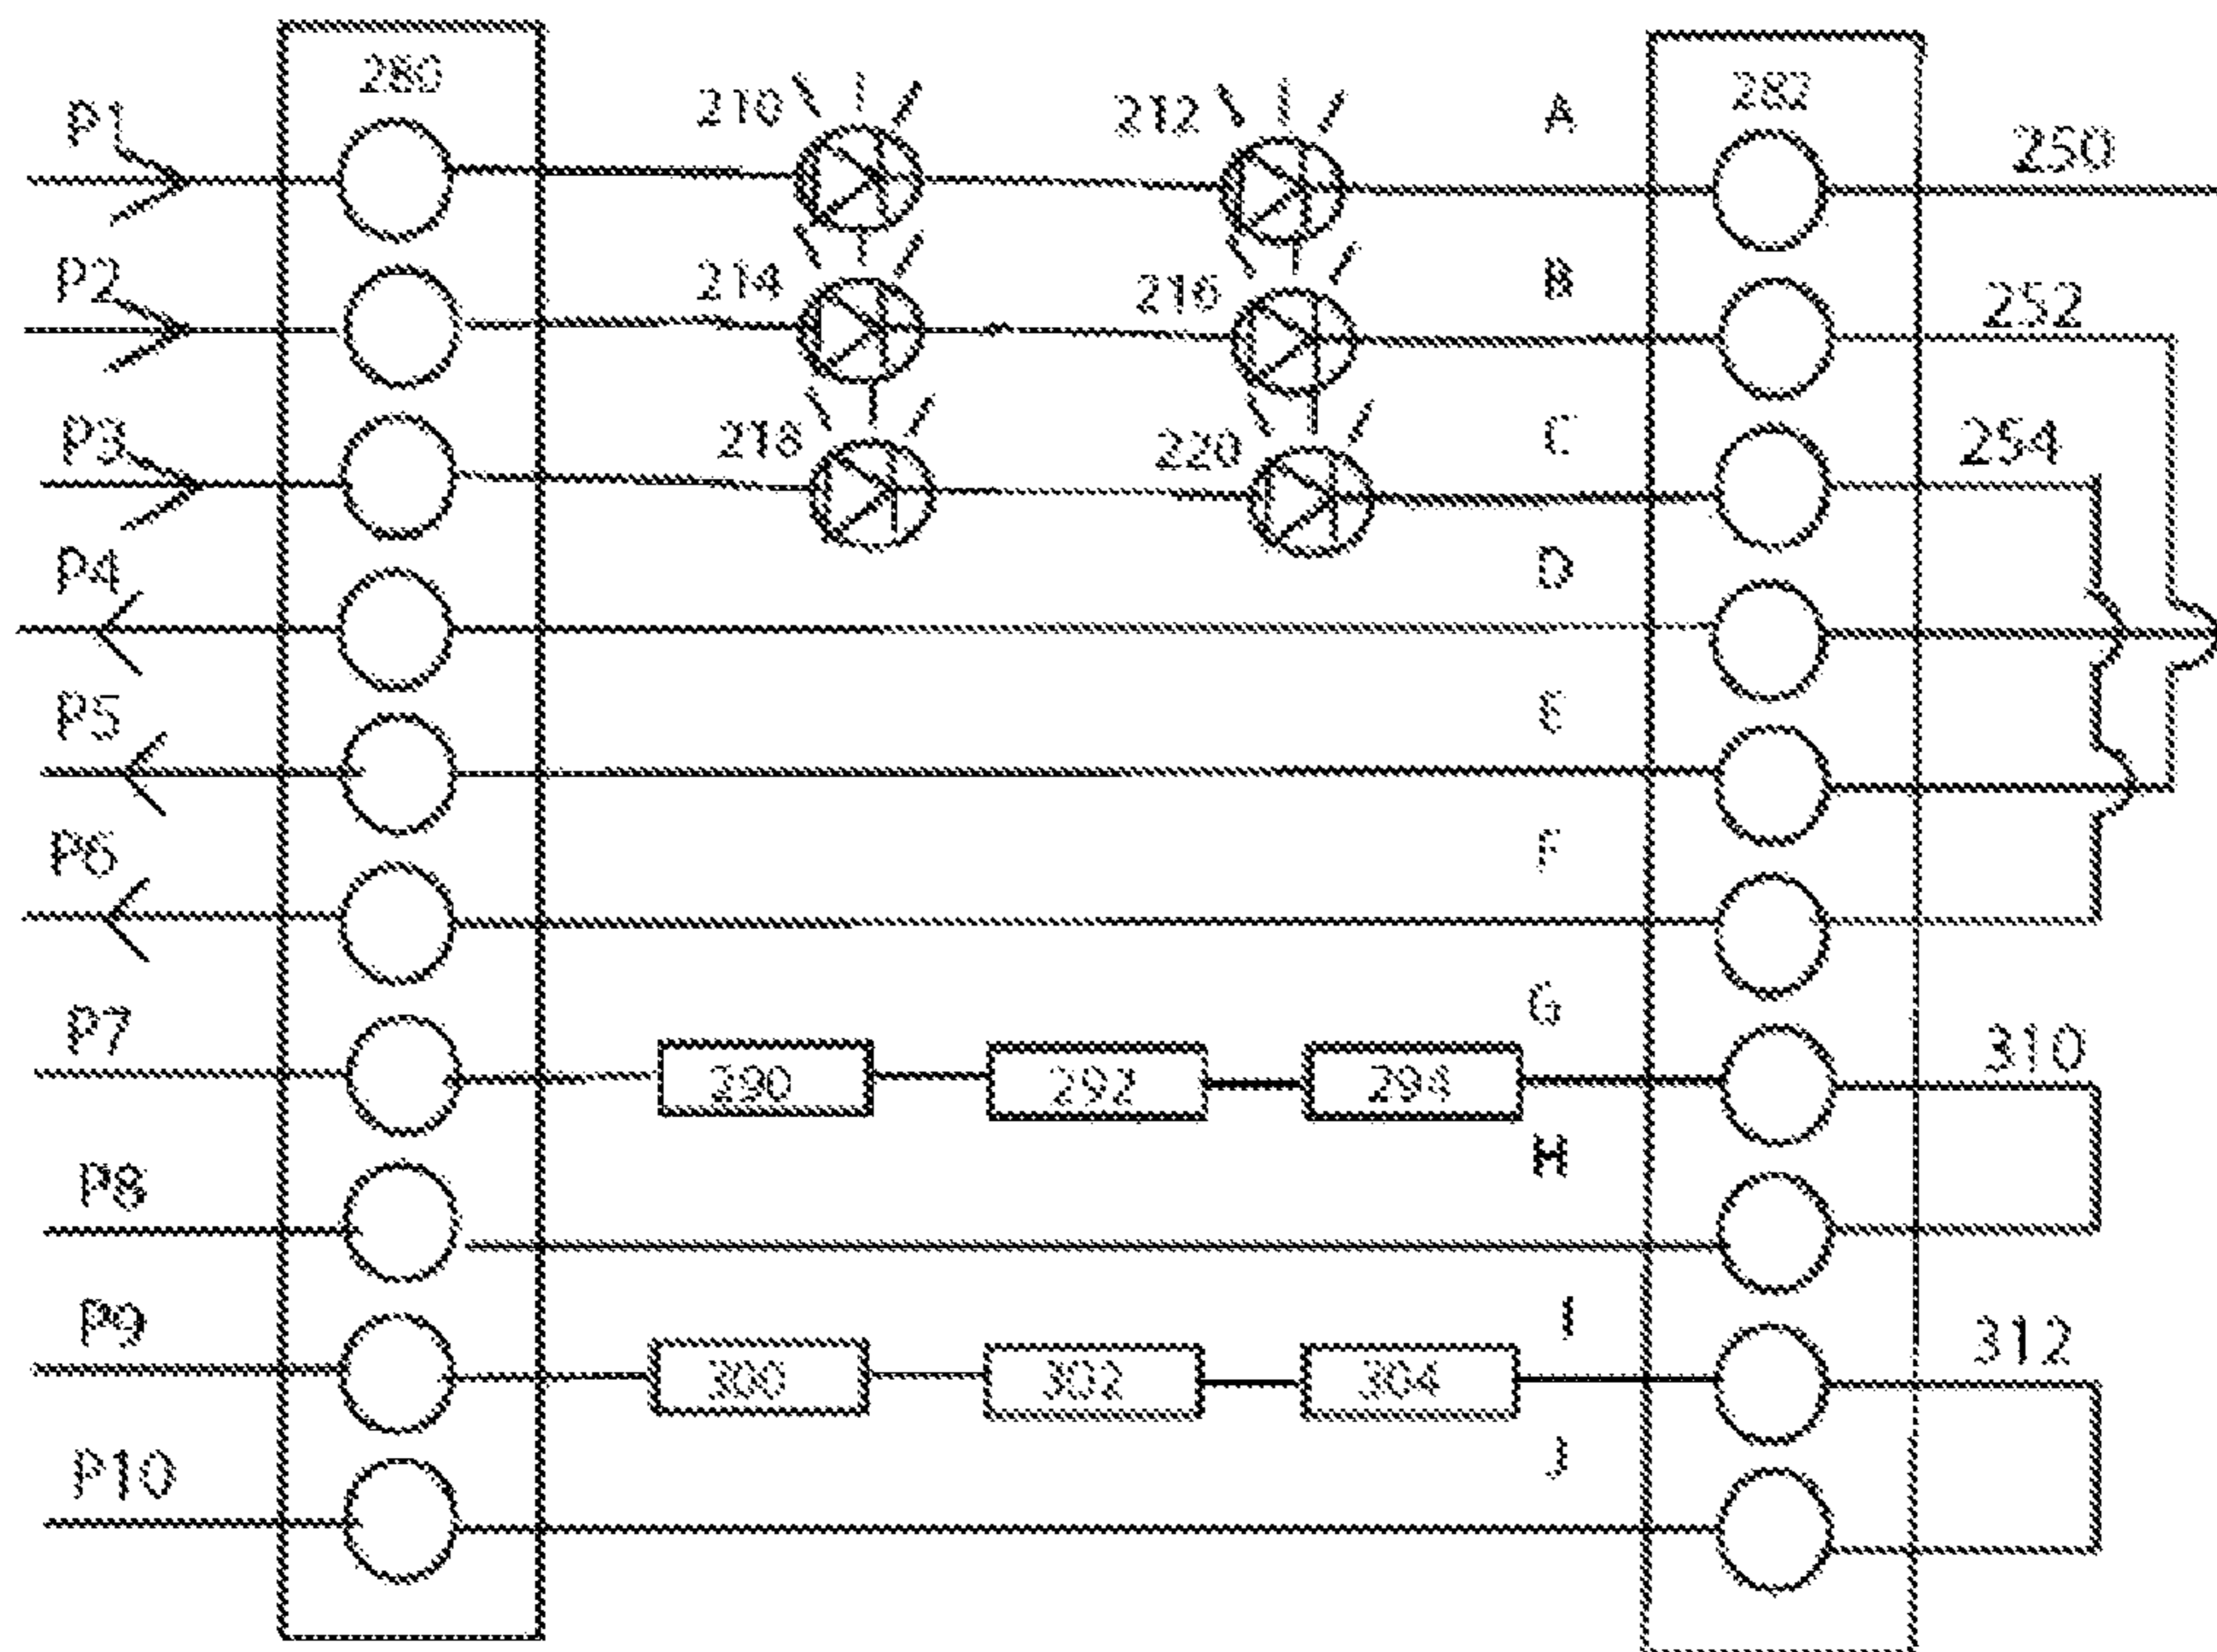 280 282
P1 210 212 A 250
P2 214 216 B 252
P3 218 220 C 254
P4 D
P5 E
P6 F
P7 290 292 294 G 310
P8 H
P9 300 302 304 I 312
P10 J